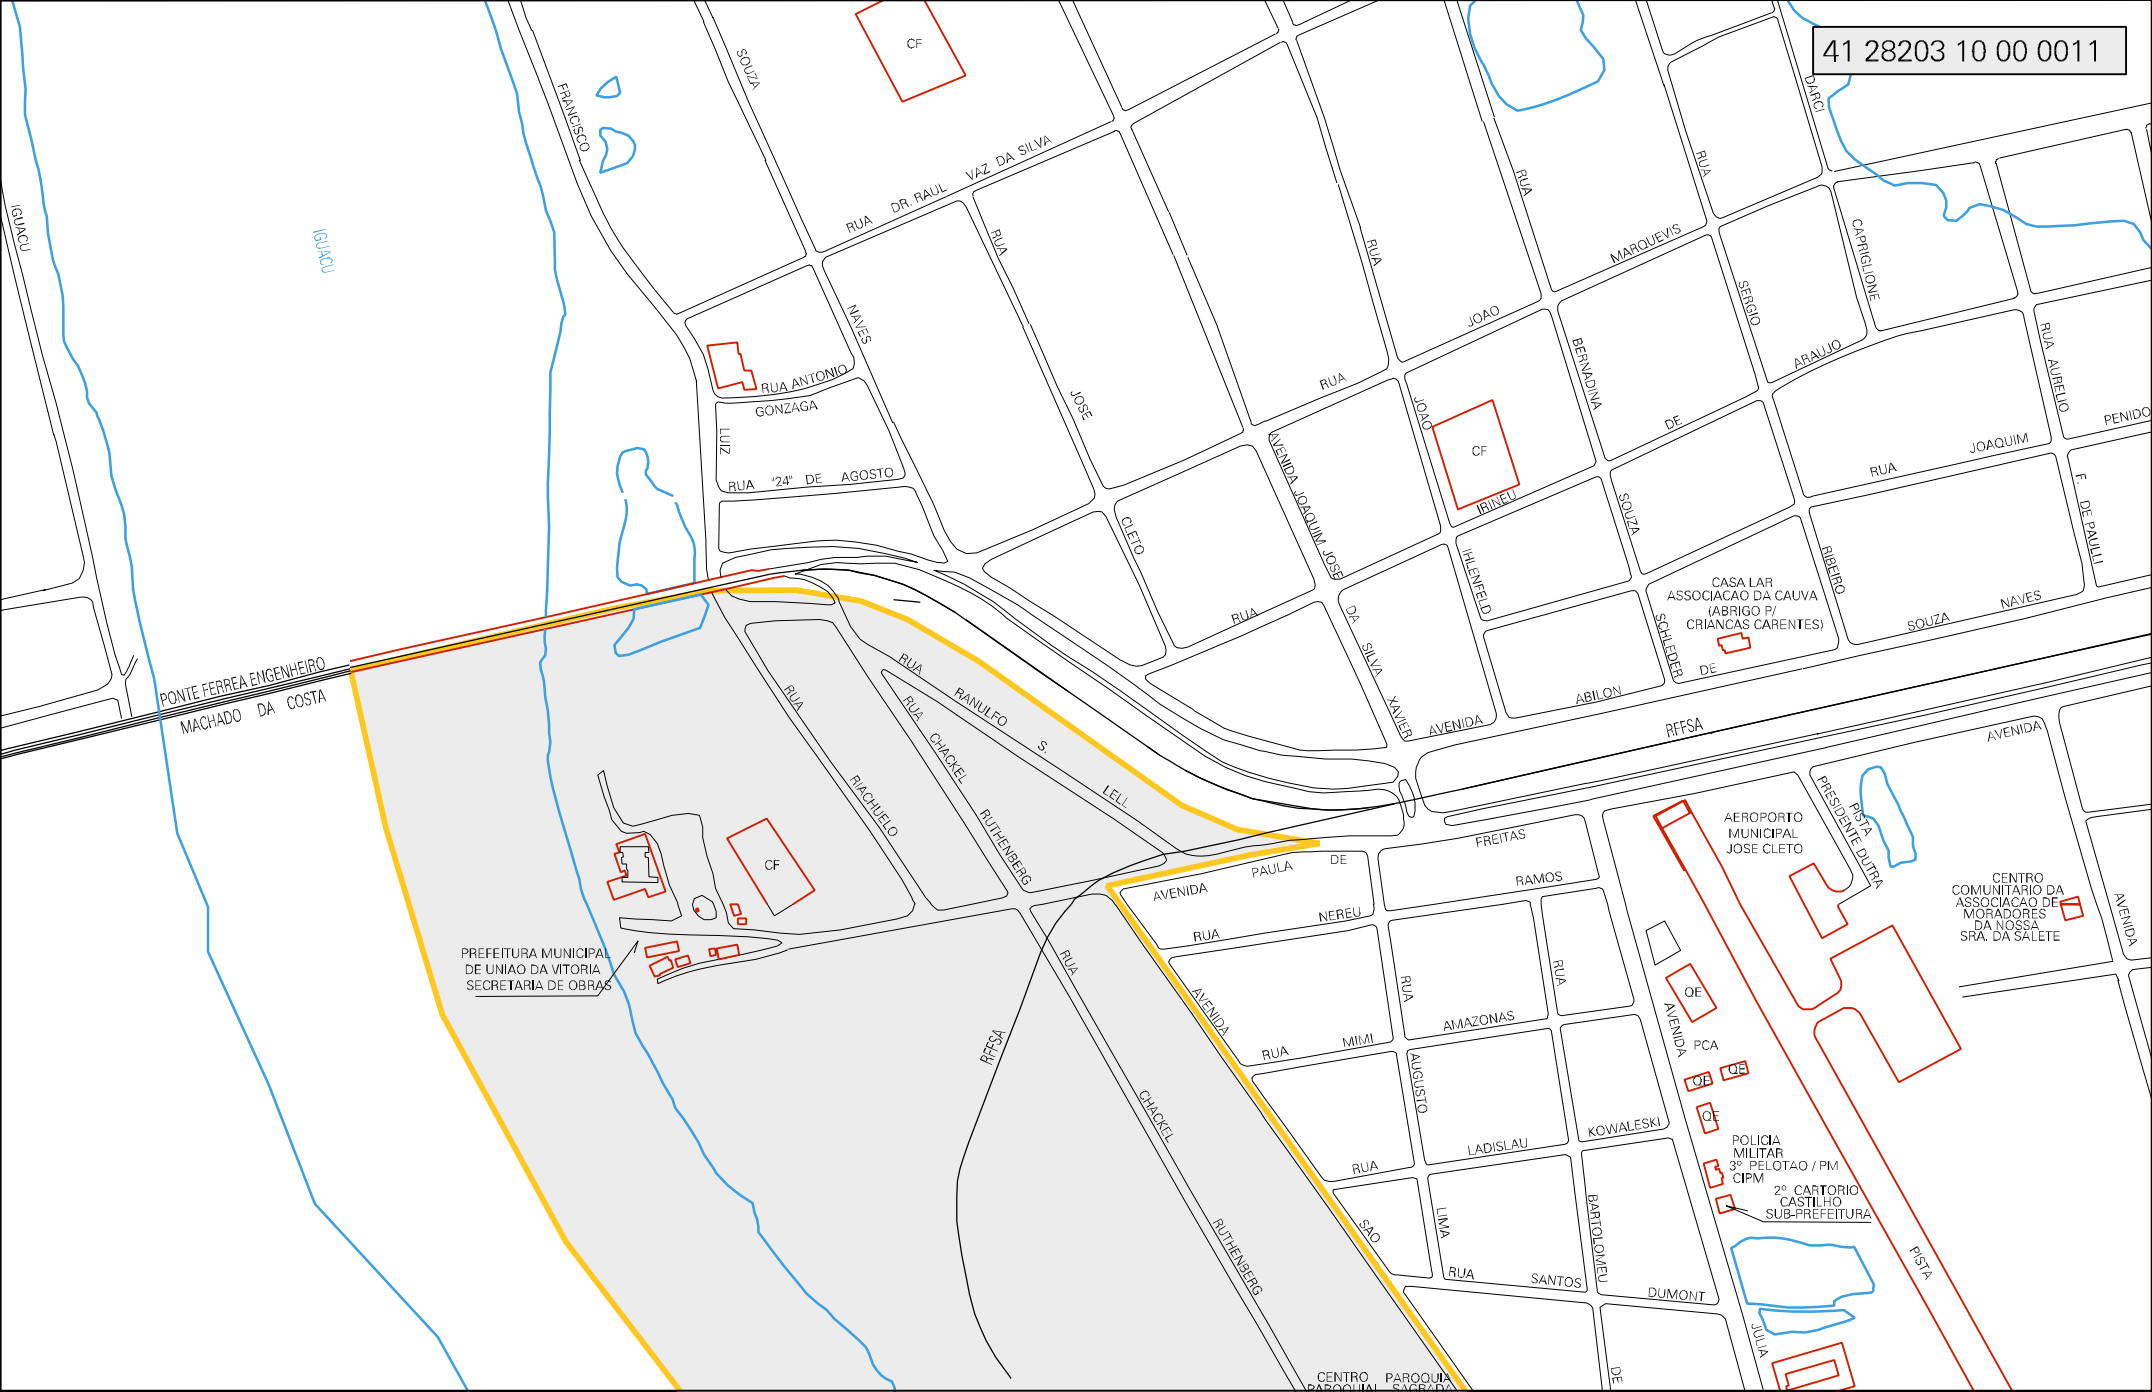 41 28203 10 00 0011
CF
SOUZA
FRANCISCO
DARCI
RUA DR. RAUL VAZ DA SILVA
RUA
RUA
IGUACU
IGUACU
RUA
RUA
MARQUEVIS
CAPRIGLIONE
SERGIO
NAVES
JOAO
RUA AURELIO
BERNADINA
ARAUJO
RUA ANTONIO
GONZAGA
RUA
JOSE
JOAO
DE
PENIDO
LUIZ
CF
AVENIDA JOAQUIM JOSE
RUA JOAQUIM
RUA "24" DE AGOSTO
IRINEU
SOUZA
F. DE PAULLI
CLETO
IHLENFELD
RIBEIRO
CASA LAR
ASSOCIACAO DA CAUVA
(ABRIGO P/
CRIANCAS CARENTES)
RUA
DA SILVA XAVIER
SCHLEDER
AVENIDA ABILON DE SOUZA NAVES
PONTE FERREA ENGENHEIRO
MACHADO DA COSTA
RUA RANULFO S. LELL
RUA CHACKEL RUTHENBERG
RUA RIACHUELO
RFFSA
AVENIDA
PISTA
PRESIDENTE DUTRA
AEROPORTO
MUNICIPAL
JOSE CLETO
CF
AVENIDA PAULA DE FREITAS
RUA NEREU RAMOS
CENTRO
COMUNITARIO DA
ASSOCIACAO DE
MORADORES
DA NOSSA
SRA. DA SALETE
AVENIDA
PREFEITURA MUNICIPAL
DE UNIAO DA VITORIA
SECRETARIA DE OBRAS
RUA
RUA
RUA
AVENIDA
AVENIDA
QE
RFFSA
RUA MIMI AMAZONAS
PCA
QE
QE
QE
AUGUSTO
CHACKEL
RUA LADISLAU KOWALESKI
POLICIA
MILITAR
3º PELOTAO / PM
CIPM
2º CARTORIO
CASTILHO
SUB-PREFEITURA
SAO
LIMA
BARTOLOMEU
RUTHENBERG
RUA SANTOS DUMONT
PISTA
JULIA
DE
CENTRO PAROQUIA
PAROQUIAL SAGRADA